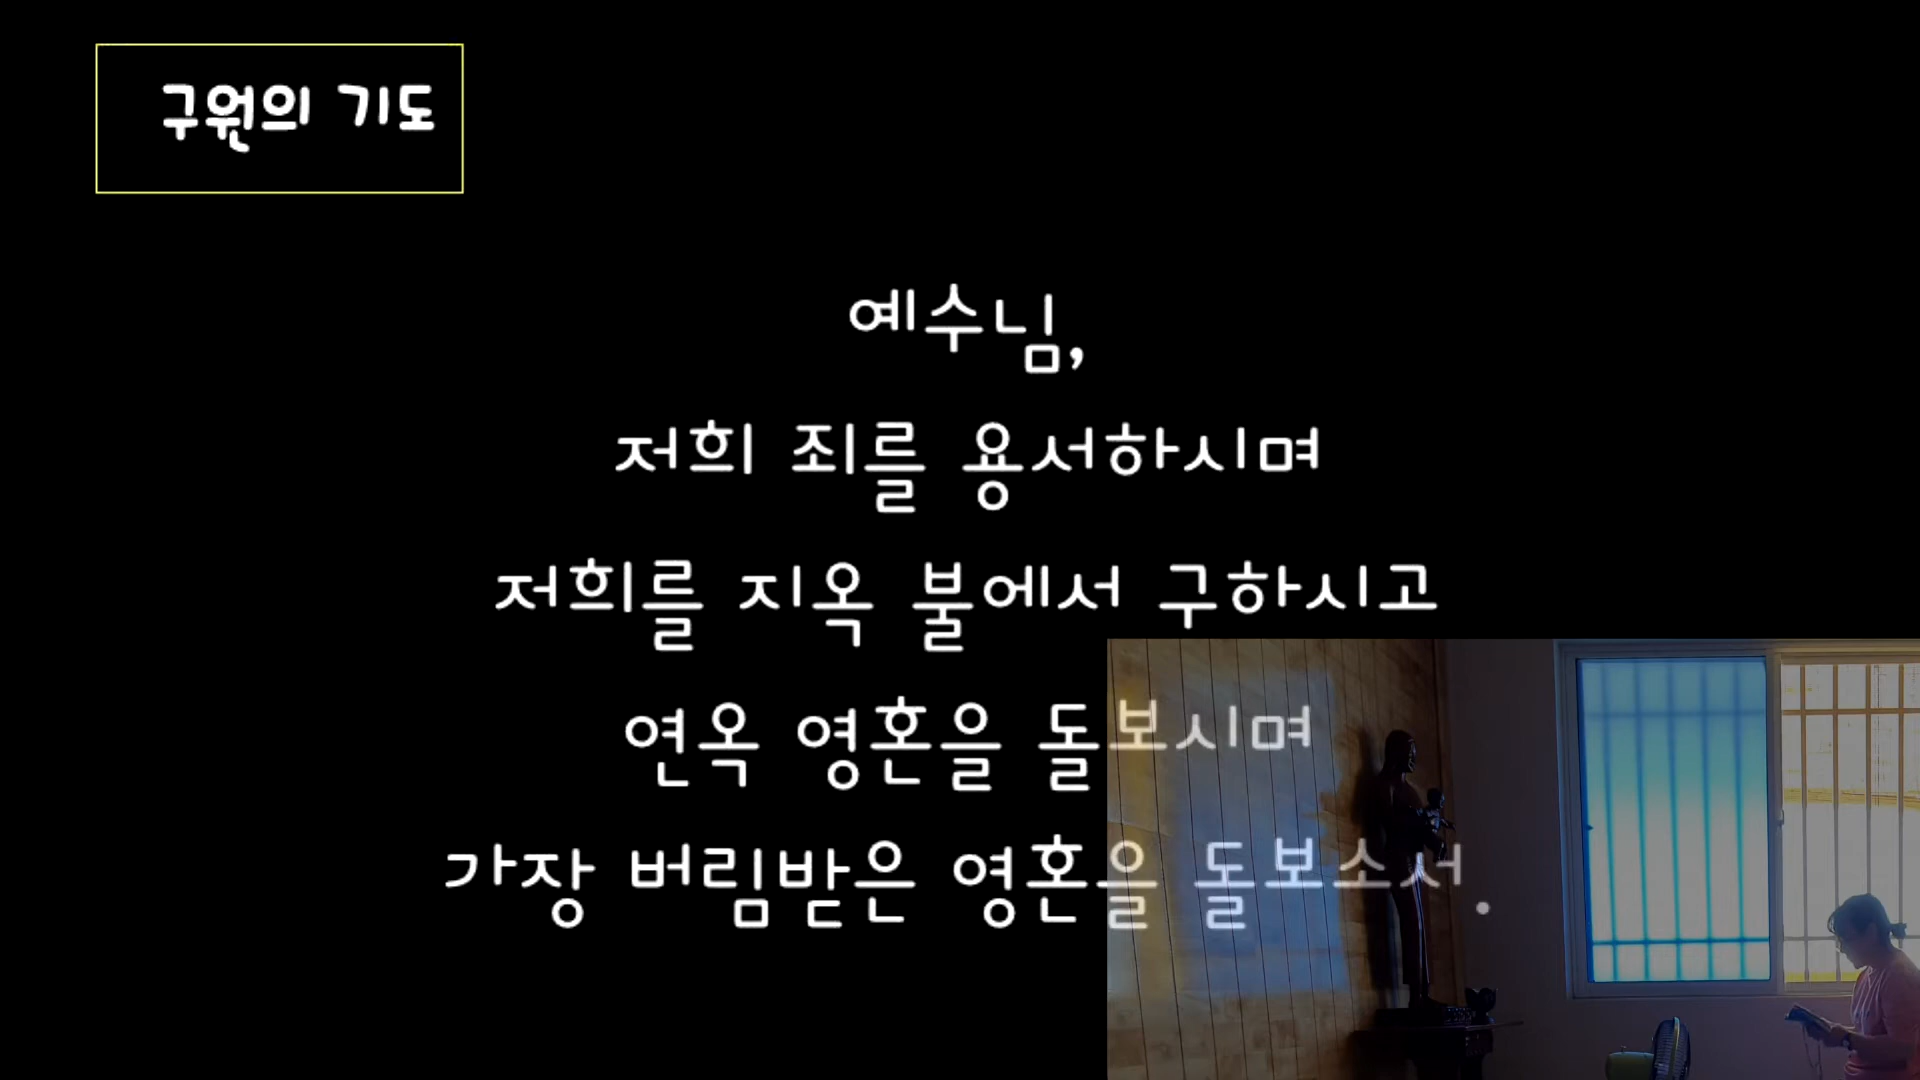 구원의 기도
예수님,
저희 죄를 용서하시며
저희를 지옥 불에서 구하시고
연옥 영혼을 돌보시며
가장 버림받은 영혼을 돌보소서.